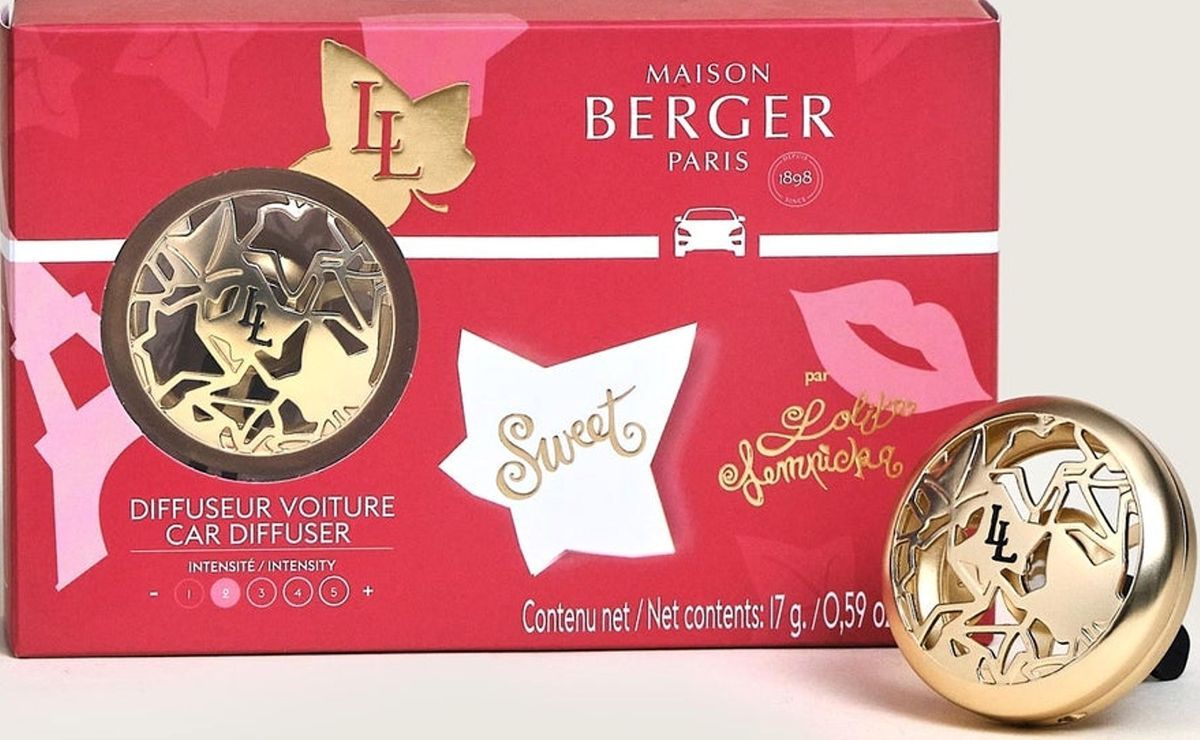 LL
MAISON
BERGER
PARIS
DEPUIS
1898
SINCE
LL
Sweet
par
Lolita
Lempicka
DIFFUSEUR VOITURE
CAR DIFFUSER
INTENSITÉ / INTENSITY
- 1 2 3 4 5 +
Contenu net / Net contents: 17 g. / 0,59 oz
LL